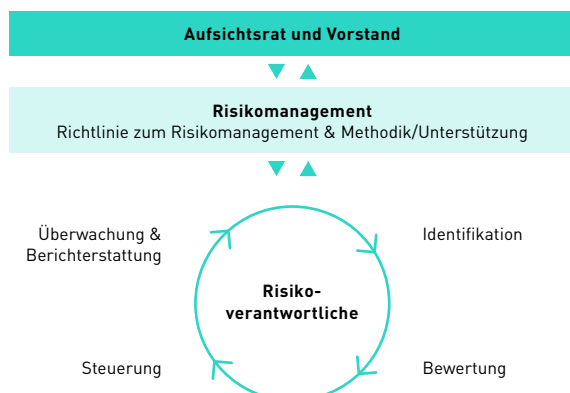 Aufsichtsrat und Vorstand
Risikomanagement
Richtlinie zum Risikomanagement & Methodik/Unterstützung
Überwachung &
Berichterstattung
Identifikation
Risiko-
verantwortliche
Steuerung
Bewertung